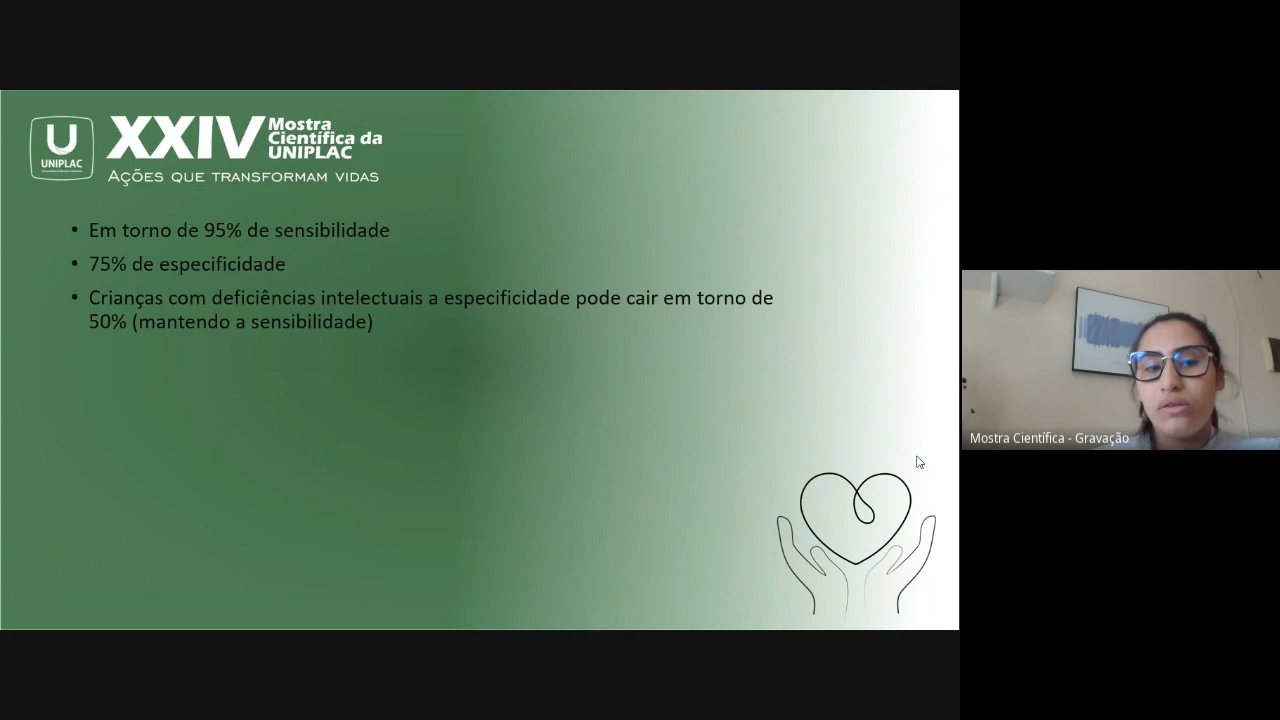 U
UNIPLAC
XXIV
Mostra
Científica da
UNIPLAC
AÇÕES QUE TRANSFORMAM VIDAS
• Em torno de 95% de sensibilidade
• 75% de especificidade
• Crianças com deficiências intelectuais a especificidade pode cair em torno de
50% (mantendo a sensibilidade)
Mostra Científica - Gravação